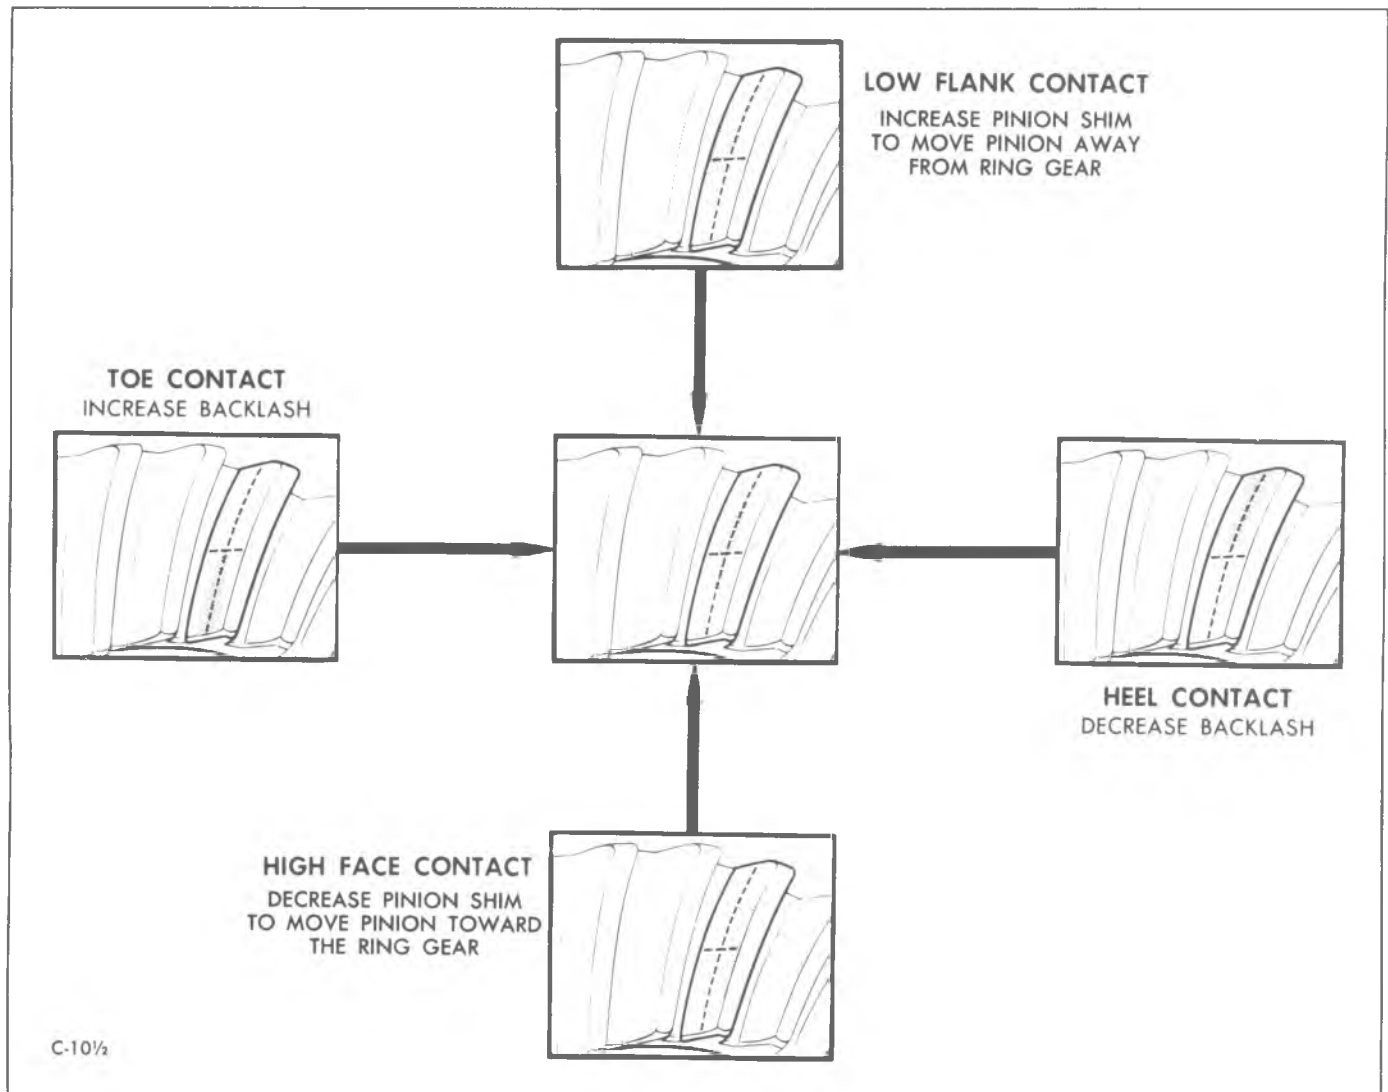 LOW FLANK CONTACT
INCREASE PINION SHIM
TO MOVE PINION AWAY
FROM RING GEAR
TOE CONTACT
INCREASE BACKLASH
HEEL CONTACT
DECREASE BACKLASH
HIGH FACE CONTACT
DECREASE PINION SHIM
TO MOVE PINION TOWARD
THE RING GEAR
C-10½